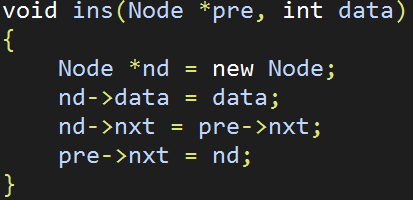 void ins(Node *pre, int data)
{
    Node *nd = new Node;
    nd->data = data;
    nd->nxt = pre->nxt;
    pre->nxt = nd;
}